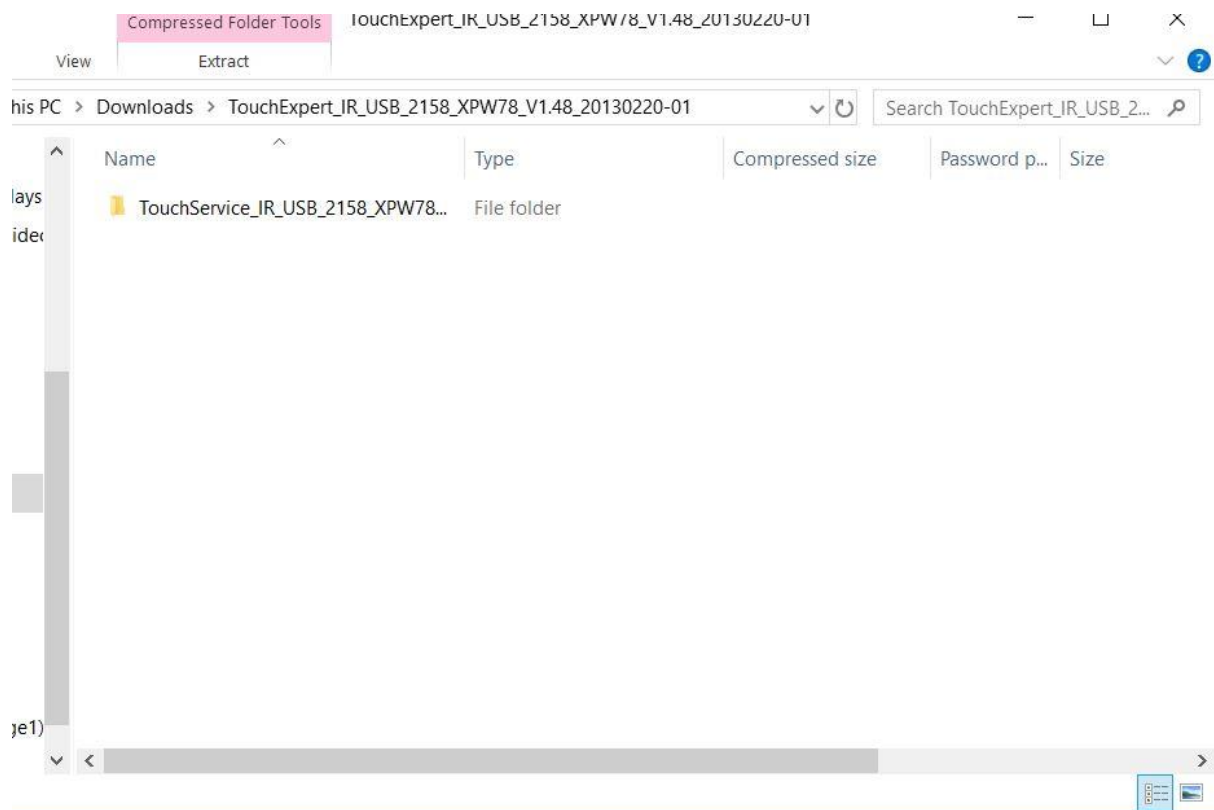 Compressed Folder Tools TouchExpert_IR_USB_2158_XPW78_V1.48_20130220-01
View Extract
his PC > Downloads > TouchExpert_IR_USB_2158_XPW78_V1.48_20130220-01 Search TouchExpert_IR_USB_2...
Name Type Compressed size Password p... Size
lays
TouchService_IR_USB_2158_XPW78... File folder
ided
ge1)